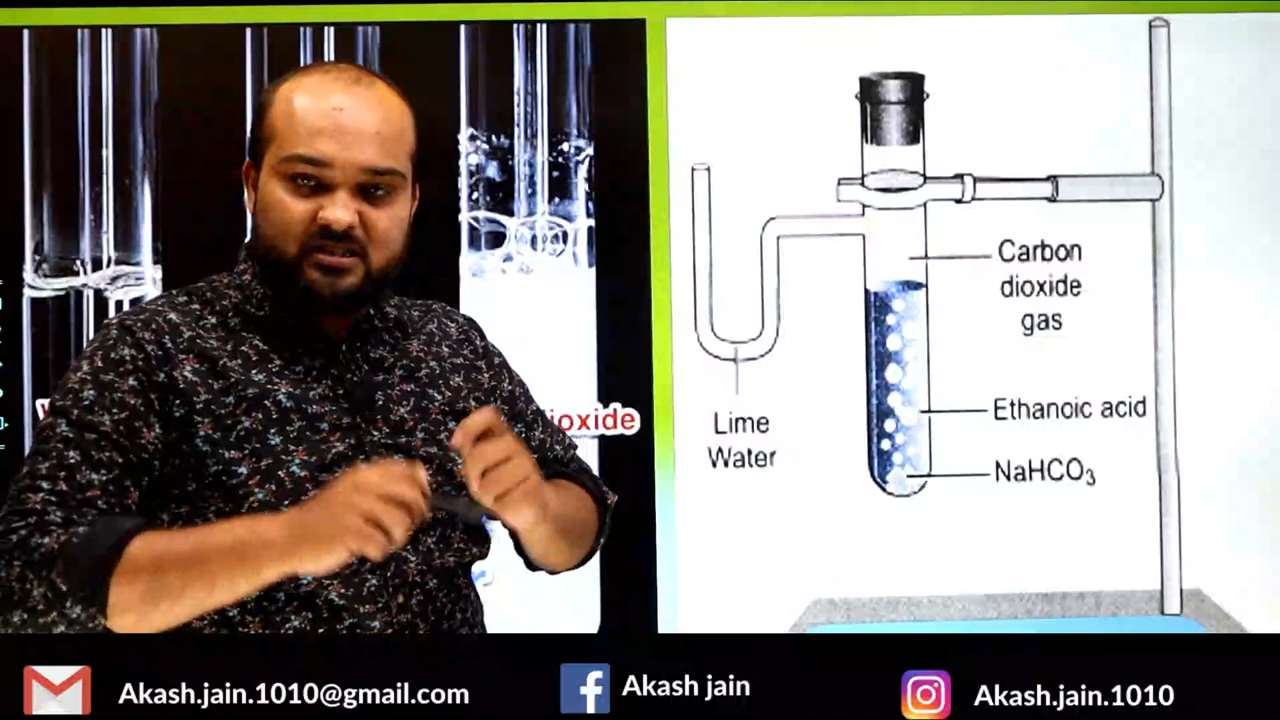 ioxide
Carbon
dioxide
gas
Ethanoic acid
NaHCO₃
Lime
Water
Akash.jain.1010@gmail.com
Akash jain
Akash.jain.1010